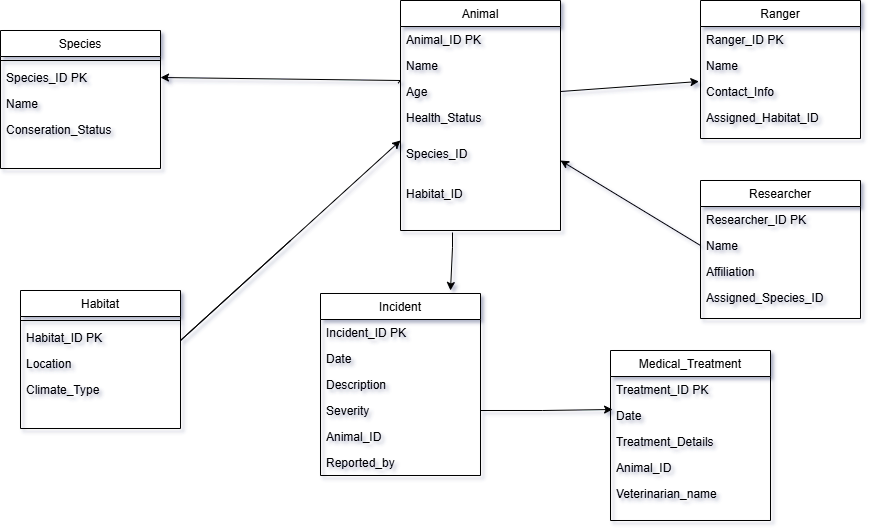 Species
Species_ID PK
Name
Conseration_Status
Animal
Animal_ID PK
Name
Age
Health_Status
Species_ID
Habitat_ID
Ranger
Ranger_ID PK
Name
Contact_Info
Assigned_Habitat_ID
Researcher
Researcher_ID PK
Name
Affiliation
Assigned_Species_ID
Habitat
Habitat_ID PK
Location
Climate_Type
Incident
Incident_ID PK
Date
Description
Severity
Animal_ID
Reported_by
Medical_Treatment
Treatment_ID PK
Date
Treatment_Details
Animal_ID
Veterinarian_name